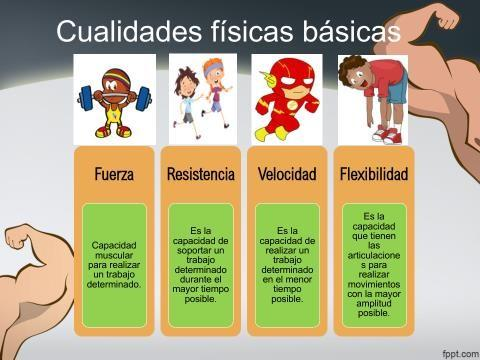 Cualidades físicas básicas
Fuerza
Capacidad
muscular
para realizar
un trabajo
determinado.
Resistencia
Es la
capacidad de
soportar un
trabajo
determinado
durante el
mayor tiempo
posible.
Velocidad
Es la
capacidad de
realizar un
trabajo
determinado
en el menor
tiempo
posible.
Flexibilidad
Es la
capacidad
que tienen
las
articulacione
s para
realizar
movimientos
con la mayor
amplitud
posible.
fppt.com